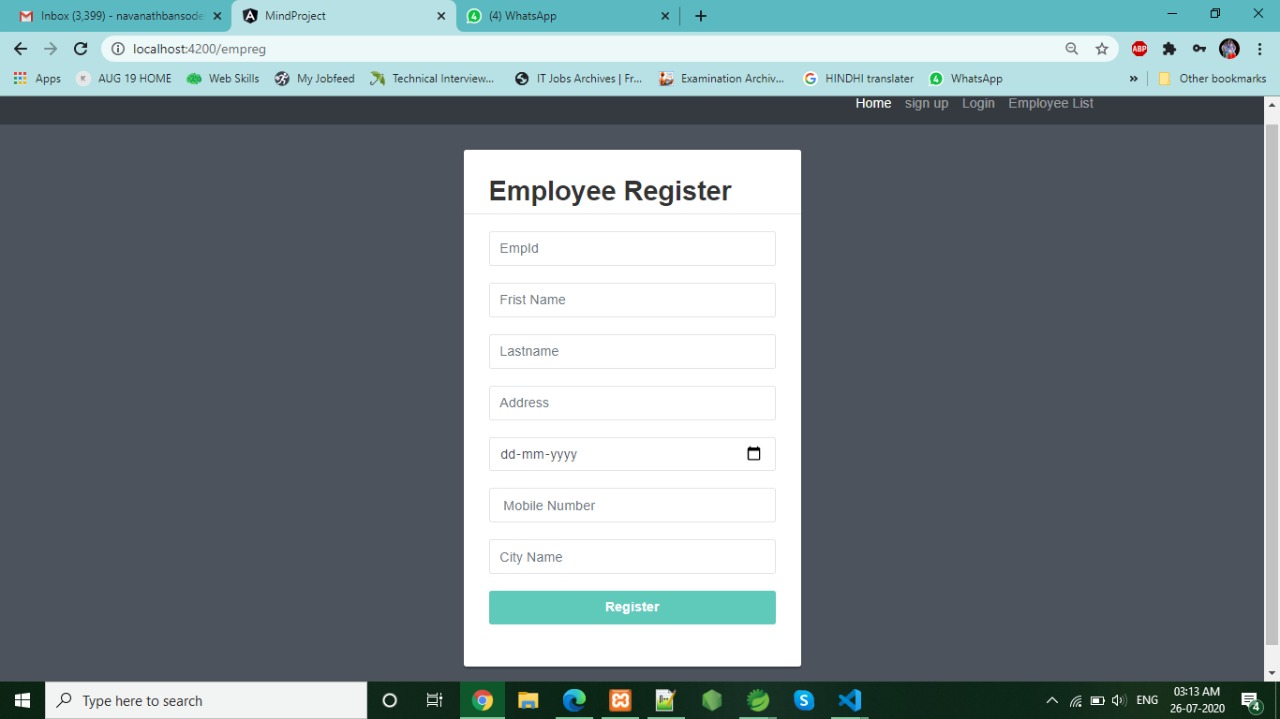 Inbox (3,399) - navanathbansode
MindProject
(4) WhatsApp
localhost:4200/empreg
ABP
Apps
AUG 19 HOME
Web Skills
My Jobfeed
Technical Interview...
IT Jobs Archives | Fr...
Examination Archiv...
HINDHI translater
WhatsApp
»
Other bookmarks
Home sign up Login Employee List
Employee Register
EmpId
Frist Name
Lastname
Address
dd-mm-yyyy
Mobile Number
City Name
Register
Type here to search
ENG
03:13 AM
26-07-2020
4